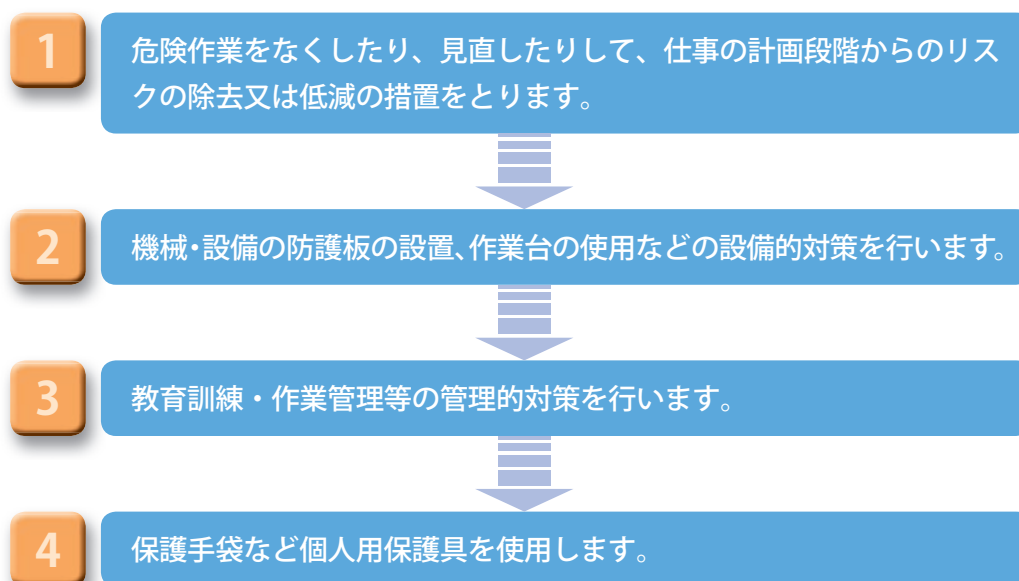 1
危険作業をなくしたり、見直したりして、仕事の計画段階からのリス
クの除去又は低減の措置をとります。
2
機械・設備の防護板の設置、作業台の使用などの設備的対策を行います。
3
教育訓練・作業管理等の管理的対策を行います。
4
保護手袋など個人用保護具を使用します。